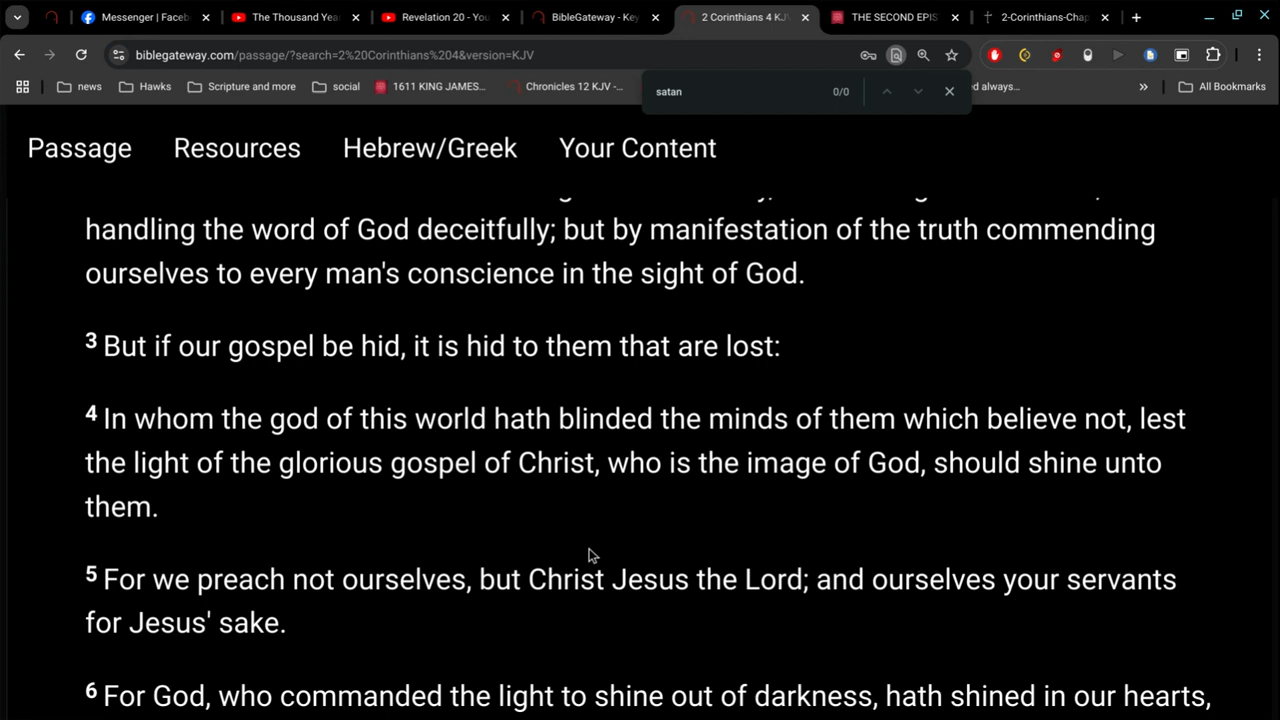 Messenger | Faceb
The Thousand Yea
Revelation 20 - You
BibleGateway - Key
2 Corinthians 4 KJV
THE SECOND EPIS
2-Corinthians-Chap
biblegateway.com/passage/?search=2%20Corinthians%204&version=KJV
news
Hawks
Scripture and more
social
1611 KING JAMES...
Chronicles 12 KJV -...
ed always...
»
All Bookmarks
satan
0/0
Passage Resources Hebrew/Greek Your Content
handling the word of God deceitfully; but by manifestation of the truth commending
ourselves to every man's conscience in the sight of God.
3 But if our gospel be hid, it is hid to them that are lost:
4 In whom the god of this world hath blinded the minds of them which believe not, lest
the light of the glorious gospel of Christ, who is the image of God, should shine unto
them.
5 For we preach not ourselves, but Christ Jesus the Lord; and ourselves your servants
for Jesus' sake.
6 For God, who commanded the light to shine out of darkness, hath shined in our hearts,